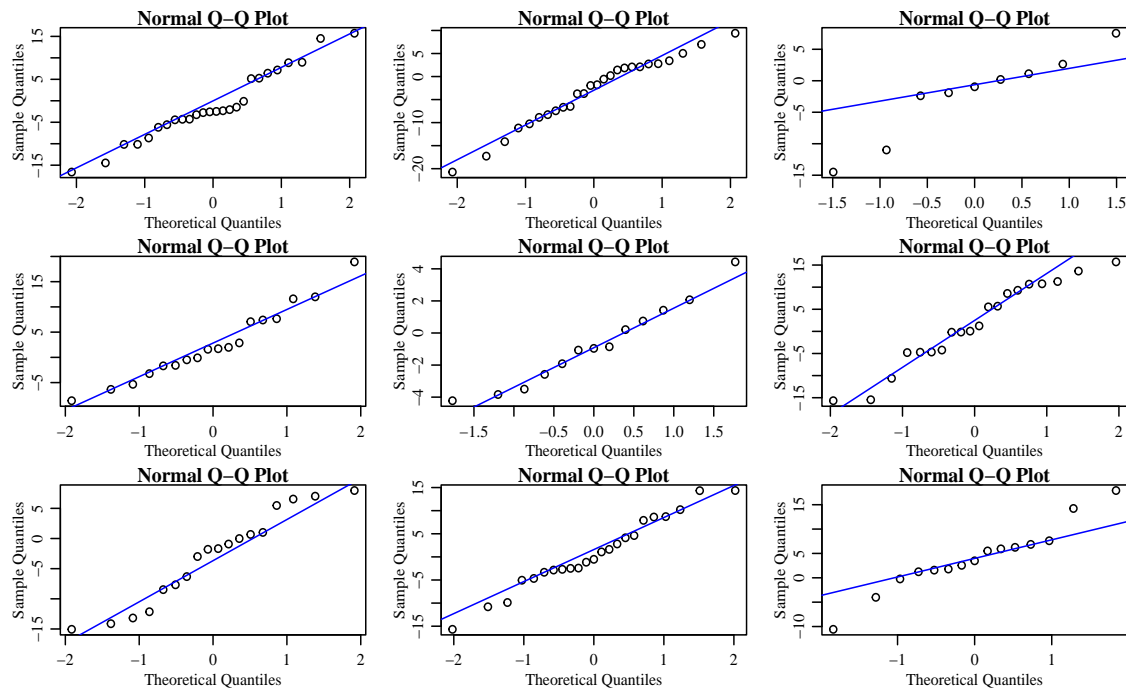 Normal Q−Q Plot
Sample Quantiles
15
5
−5
−15
−2 −1 0 1 2
Theoretical Quantiles
Normal Q−Q Plot
Sample Quantiles
5
0
−10
−20
−2 −1 0 1 2
Theoretical Quantiles
Normal Q−Q Plot
Sample Quantiles
5
−5
−15
−1.5 −1.0 −0.5 0.0 0.5 1.0 1.5
Theoretical Quantiles
Normal Q−Q Plot
Sample Quantiles
15
5
−5
−2 −1 0 1 2
Theoretical Quantiles
Normal Q−Q Plot
Sample Quantiles
4
2
0
−2
−4
−1.5 −0.5 0.0 0.5 1.0 1.5
Theoretical Quantiles
Normal Q−Q Plot
Sample Quantiles
15
5
−5
−15
−2 −1 0 1 2
Theoretical Quantiles
Normal Q−Q Plot
Sample Quantiles
5
0
−5
−15
−2 −1 0 1 2
Theoretical Quantiles
Normal Q−Q Plot
Sample Quantiles
15
5
−5
−15
−2 −1 0 1 2
Theoretical Quantiles
Normal Q−Q Plot
Sample Quantiles
15
5
0
−10
−1 0 1
Theoretical Quantiles